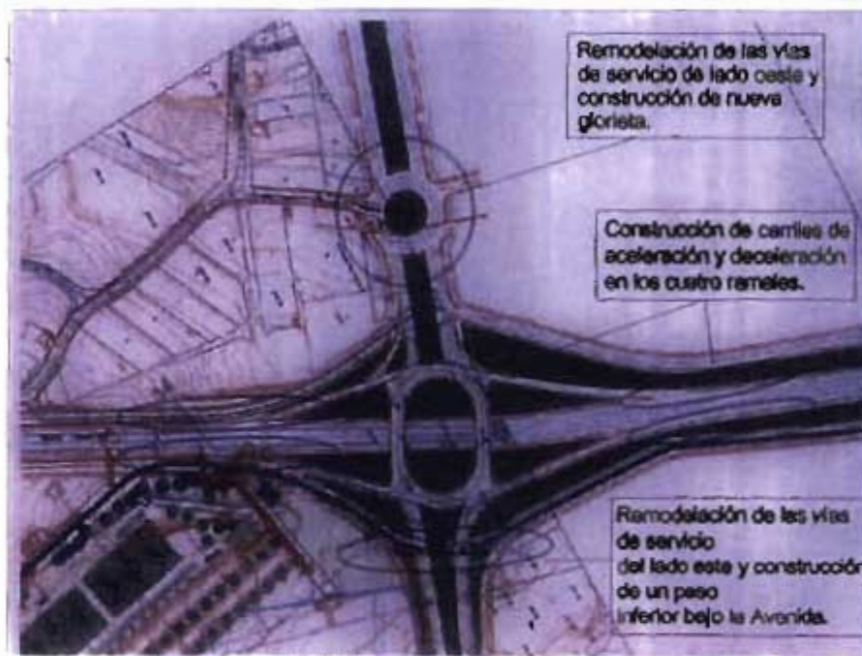 Remodelación de las vías
de servicio de lado oeste y
construcción de nueva
glorieta.
Construcción de carriles de
aceleración y deceleración
en los cuatro ramales.
Remodelación de las vías
de servicio
del lado este y construcción
de un paso
inferior bajo la Avenida.